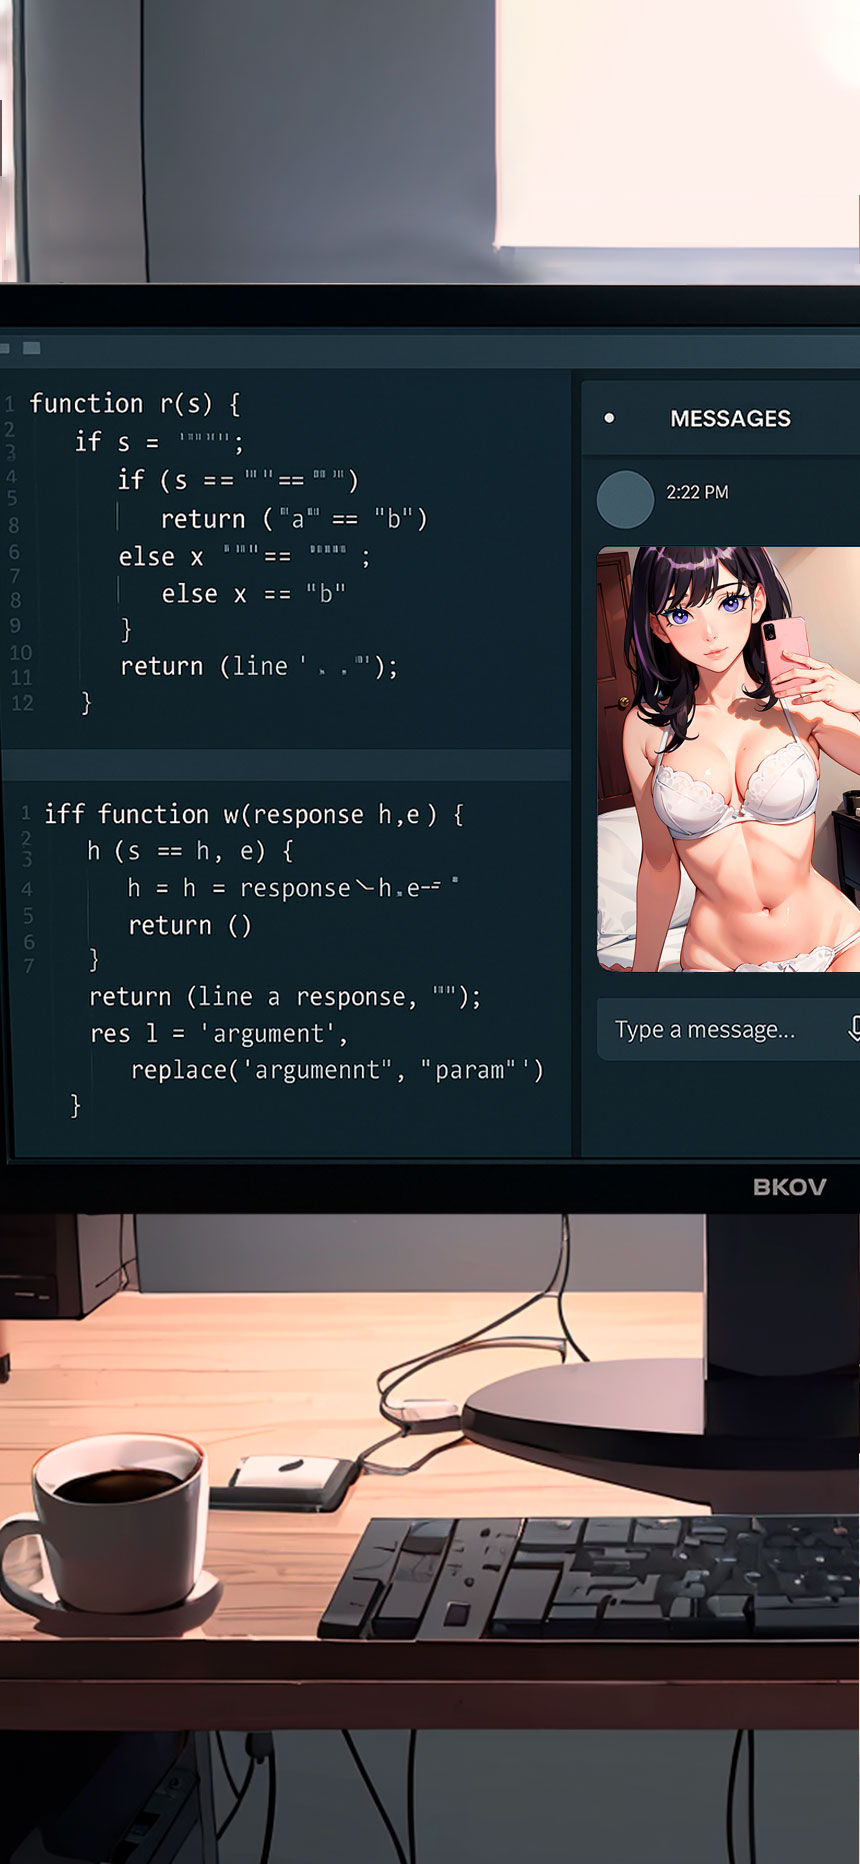 1 function r(s) {
2 if s = '""""';
3
4 if (s == "" ""== "" "")
5
8 return ("a"" == "b")
6 else x """"== """"" ;
7
8 else x == "b"
9 }
10
11 return (line ' . ."');
12 }
1 iff function w(response h,e ) {
2
3 h (s == h, e) {
4 h = h = response h.e--
5 return ()
6
7 }
return (line a response, "");
res l = 'argument',
replace('argumennt", "param"')
}
MESSAGES
2:22 PM
Type a message...
BKOV